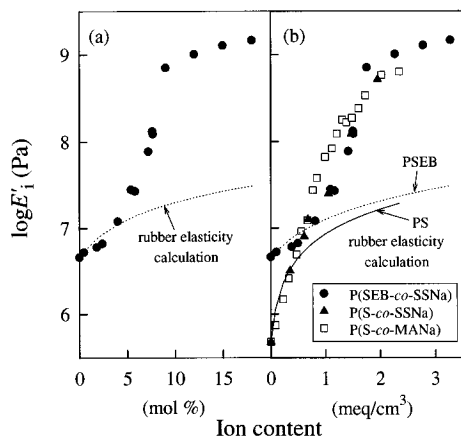 (a)
(b)
9
8
7
6
logE′ᵢ (Pa)
rubber elasticity
calculation
PSEB
PS
rubber elasticity
calculation
● P(SEB-co-SSNa)
▲ P(S-co-SSNa)
□ P(S-co-MANa)
0 5 10 15
0 1 2 3
(mol %)
(meq/cm³)
Ion content